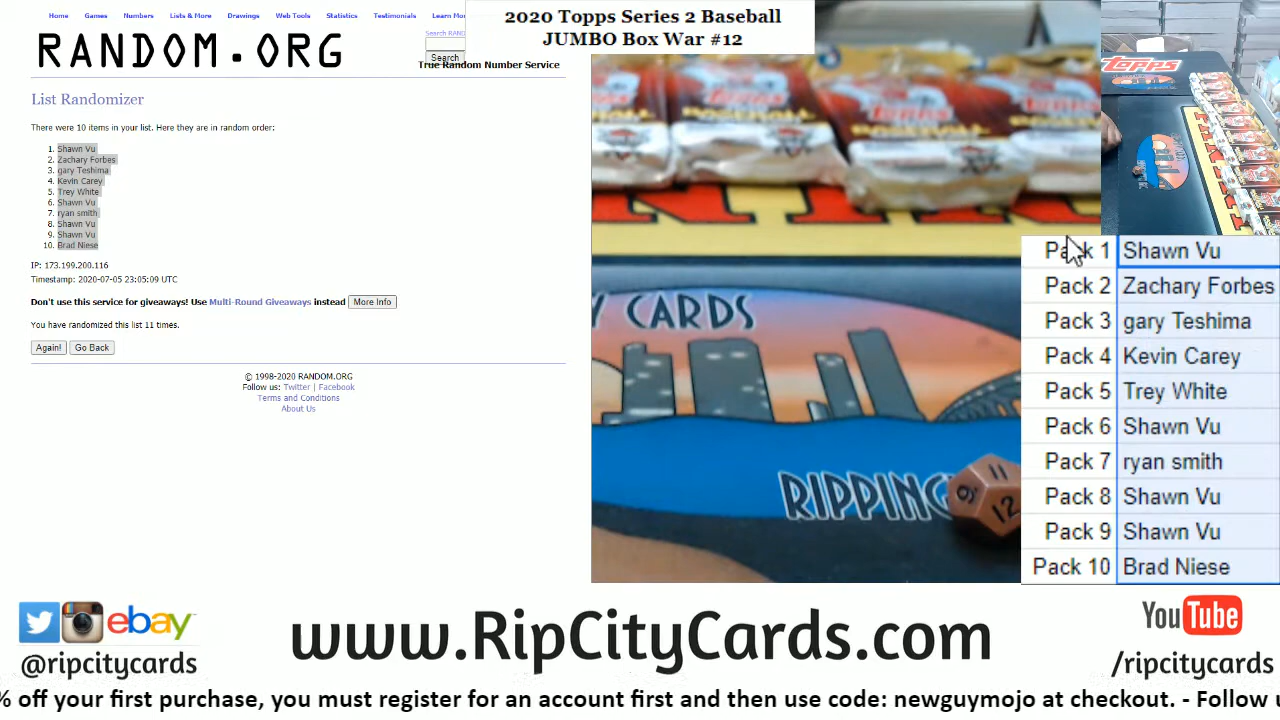 Home Games Numbers Lists & More Drawings Web Tools Statistics Testimonials Learn Mo
RANDOM.ORG
Search RAND
Search
True Random Number Service
2020 Topps Series 2 Baseball
JUMBO Box War #12
List Randomizer
There were 10 items in your list. Here they are in random order:
1. Shawn Vu
2. Zachary Forbes
3. gary Teshima
4. Kevin Carey
5. Trey White
6. Shawn Vu
7. ryan smith
8. Shawn Vu
9. Shawn Vu
10. Brad Niese
IP: 173.199.200.116
Timestamp: 2020-07-05 23:05:09 UTC
Don't use this service for giveaways! Use Multi-Round Giveaways instead More Info
You have randomized this list 11 times.
Again! Go Back
© 1998-2020 RANDOM.ORG
Follow us: Twitter | Facebook
Terms and Conditions
About Us
Topps
Y CARDS
RIPPING
9. 11
12
Pack 1 Shawn Vu
Pack 2 Zachary Forbes
Pack 3 gary Teshima
Pack 4 Kevin Carey
Pack 5 Trey White
Pack 6 Shawn Vu
Pack 7 ryan smith
Pack 8 Shawn Vu
Pack 9 Shawn Vu
Pack 10 Brad Niese
ebay
@ripcitycards
www.RipCityCards.com
YouTube
/ripcitycards
% off your first purchase, you must register for an account first and then use code: newguymojo at checkout. - Follow u